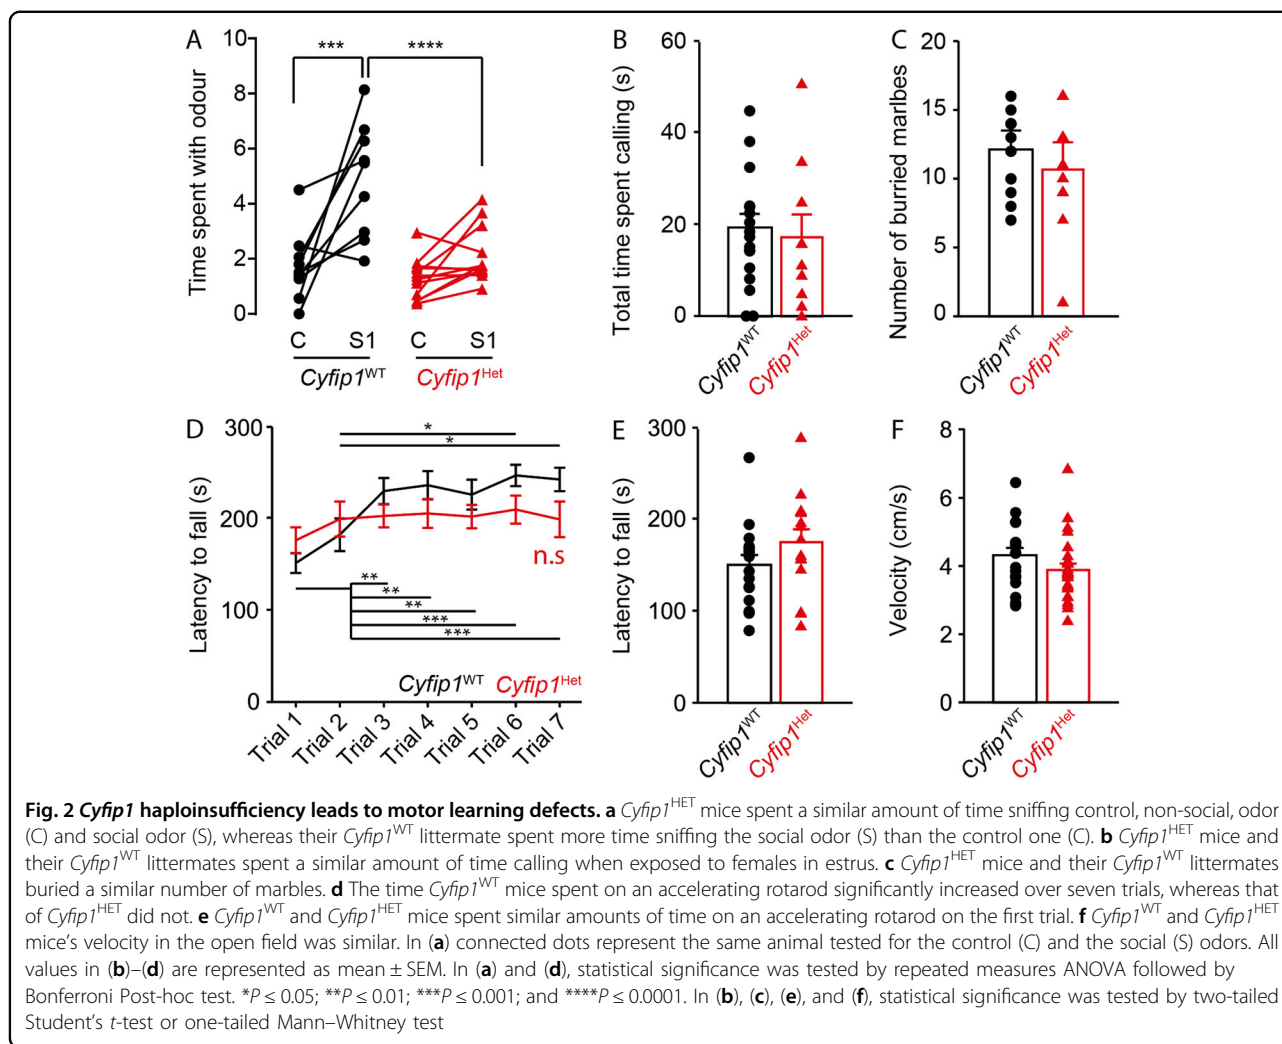 A
10
8
6
4
2
0
Time spent with odour
***
****
C
S1
C
S1
Cyfip1WT
Cyfip1Het
B
60
40
20
0
Total time spent calling (s)
Cyfip1WT
Cyfip1Het
C
20
15
10
5
0
Number of burried marlbes
Cyfip1WT
Cyfip1Het
D
300
200
100
0
Latency to fall (s)
*
*
n.s
**
**
**
***
***
Cyfip1WT Cyfip1Het
Trial 1
Trial 2
Trial 3
Trial 4
Trial 5
Trial 6
Trial 7
E
300
200
100
0
Latency to fall (s)
Cyfip1WT
Cyfip1Het
F
8
6
4
2
0
Velocity (cm/s)
Cyfip1WT
Cyfip1Het
Fig. 2 Cyfip1 haploinsufficiency leads to motor learning defects. a Cyfip1HET mice spent a similar amount of time sniffing control, non-social, odor
(C) and social odor (S), whereas their Cyfip1WT littermate spent more time sniffing the social odor (S) than the control one (C). b Cyfip1HET mice and
their Cyfip1WT littermates spent a similar amount of time calling when exposed to females in estrus. c Cyfip1HET mice and their Cyfip1WT littermates
buried a similar number of marbles. d The time Cyfip1WT mice spent on an accelerating rotarod significantly increased over seven trials, whereas that
of Cyfip1HET did not. e Cyfip1WT and Cyfip1HET mice spent similar amounts of time on an accelerating rotarod on the first trial. f Cyfip1WT and Cyfip1HET
mice's velocity in the open field was similar. In (a) connected dots represent the same animal tested for the control (C) and the social (S) odors. All
values in (b)–(d) are represented as mean ± SEM. In (a) and (d), statistical significance was tested by repeated measures ANOVA followed by
Bonferroni Post-hoc test. *P ≤ 0.05; **P ≤ 0.01; ***P ≤ 0.001; and ****P ≤ 0.0001. In (b), (c), (e), and (f), statistical significance was tested by two-tailed
Student's t-test or one-tailed Mann–Whitney test